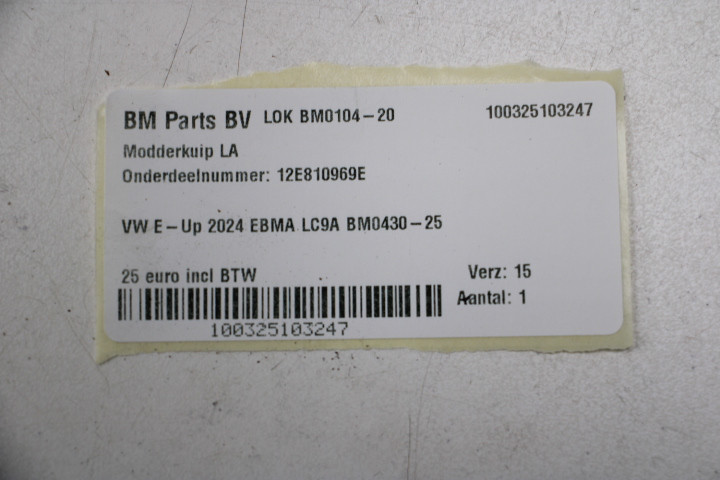 BM Parts BV LOK BM0104-20 100325103247
Modderkuip LA
Onderdeelnummer: 12E810969E
VW E-Up 2024 EBMA LC9A BM0430-25
25 euro incl BTW Verz: 15
Aantal: 1
100325103247